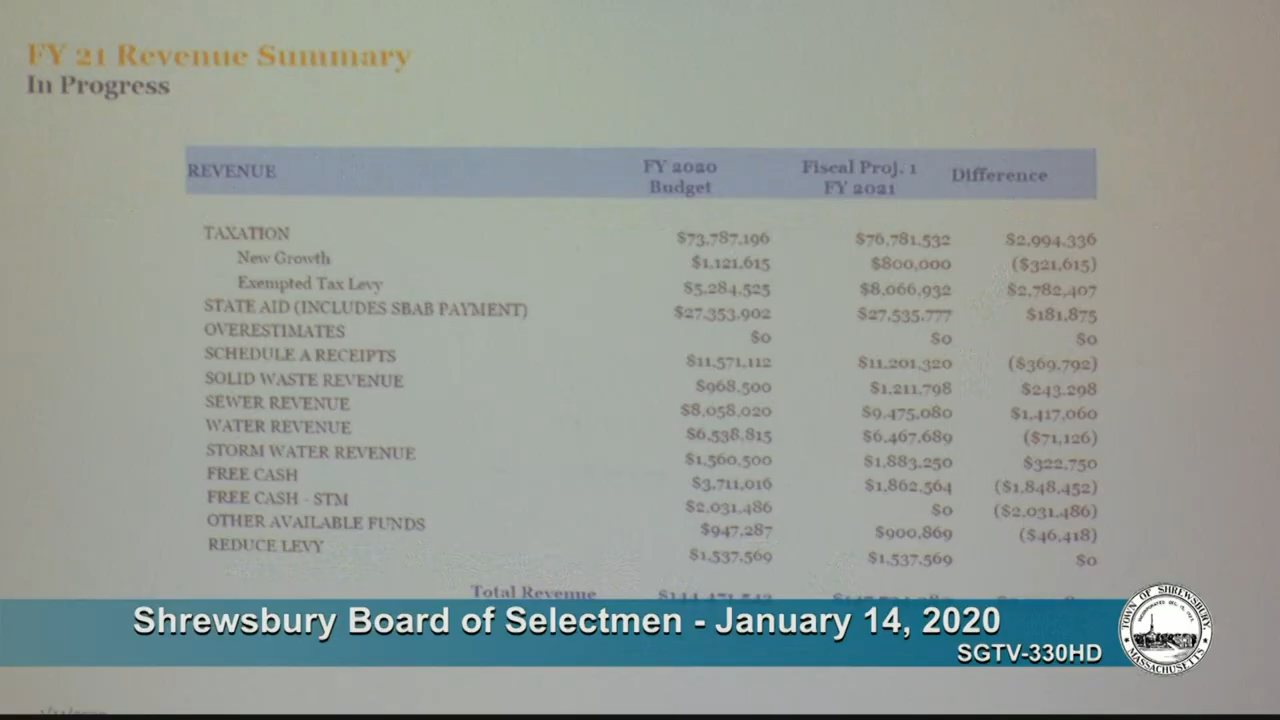 FY 21 Revenue Summary
In Progress
REVENUE FY 2020 Budget Fiscal Proj. 1 FY 2021 Difference
TAXATION $73,787,196 $76,781,532 $2,994,336
New Growth $1,121,615 $800,000 ($321,615)
Exempted Tax Levy $5,284,525 $8,066,932 $2,782,407
STATE AID (INCLUDES SBAB PAYMENT) $27,353,902 $27,535,777 $181,875
OVERESTIMATES $0 $0 $0
SCHEDULE A RECEIPTS $11,571,112 $11,201,320 ($369,792)
SOLID WASTE REVENUE $968,500 $1,211,798 $243,298
SEWER REVENUE $8,058,020 $9,475,080 $1,417,060
WATER REVENUE $6,538,815 $6,467,689 ($71,126)
STORM WATER REVENUE $1,560,500 $1,883,250 $322,750
FREE CASH $3,711,016 $1,862,564 ($1,848,452)
FREE CASH - STM $2,031,486 $0 ($2,031,486)
OTHER AVAILABLE FUNDS $947,287 $900,869 ($46,418)
REDUCE LEVY $1,537,569 $1,537,569 $0
Total Revenue
Shrewsbury Board of Selectmen - January 14, 2020
SGTV-330HD
TOWN OF SHREWSBURY,
MASSACHUSETTS